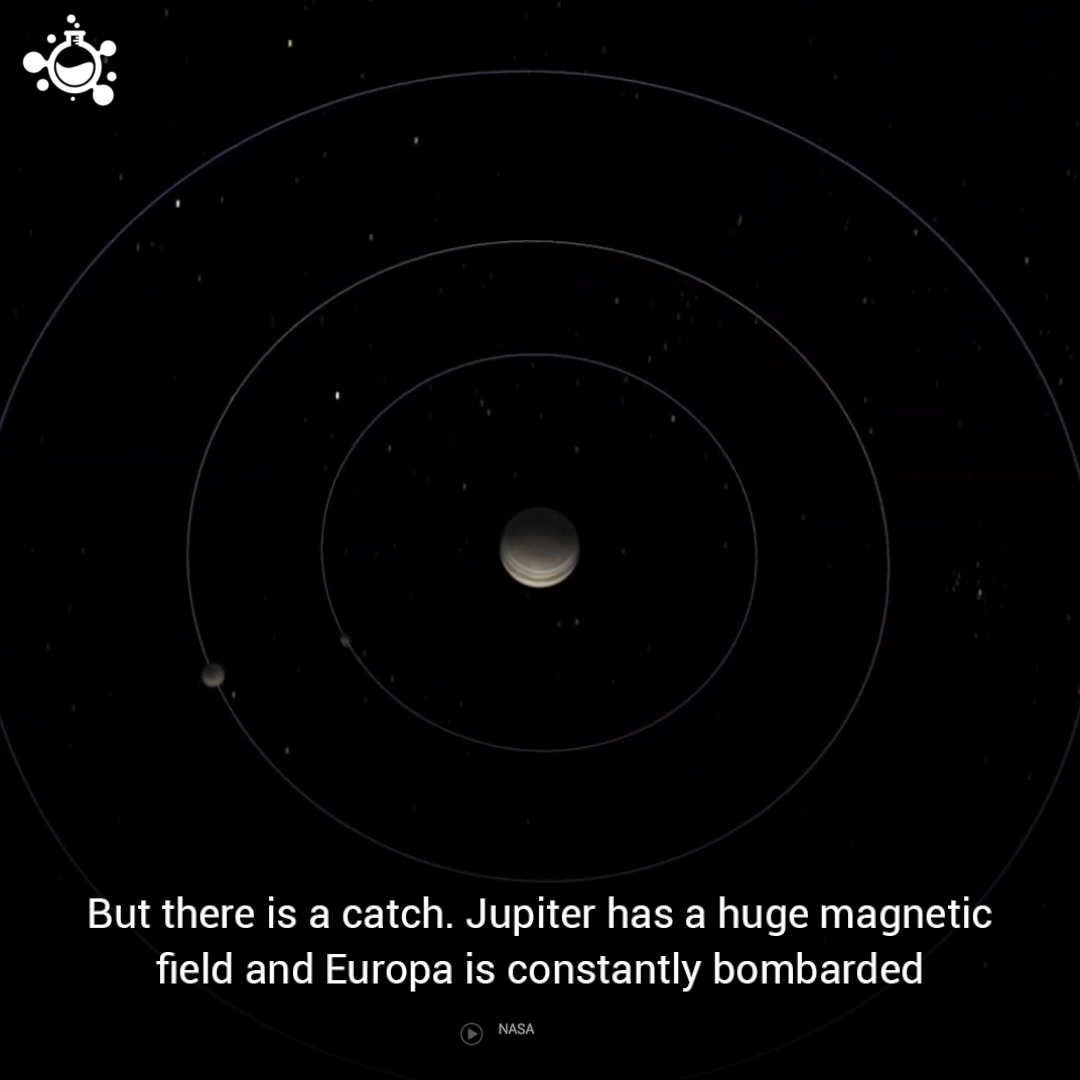 But there is a catch. Jupiter has a huge magnetic
field and Europa is constantly bombarded
NASA